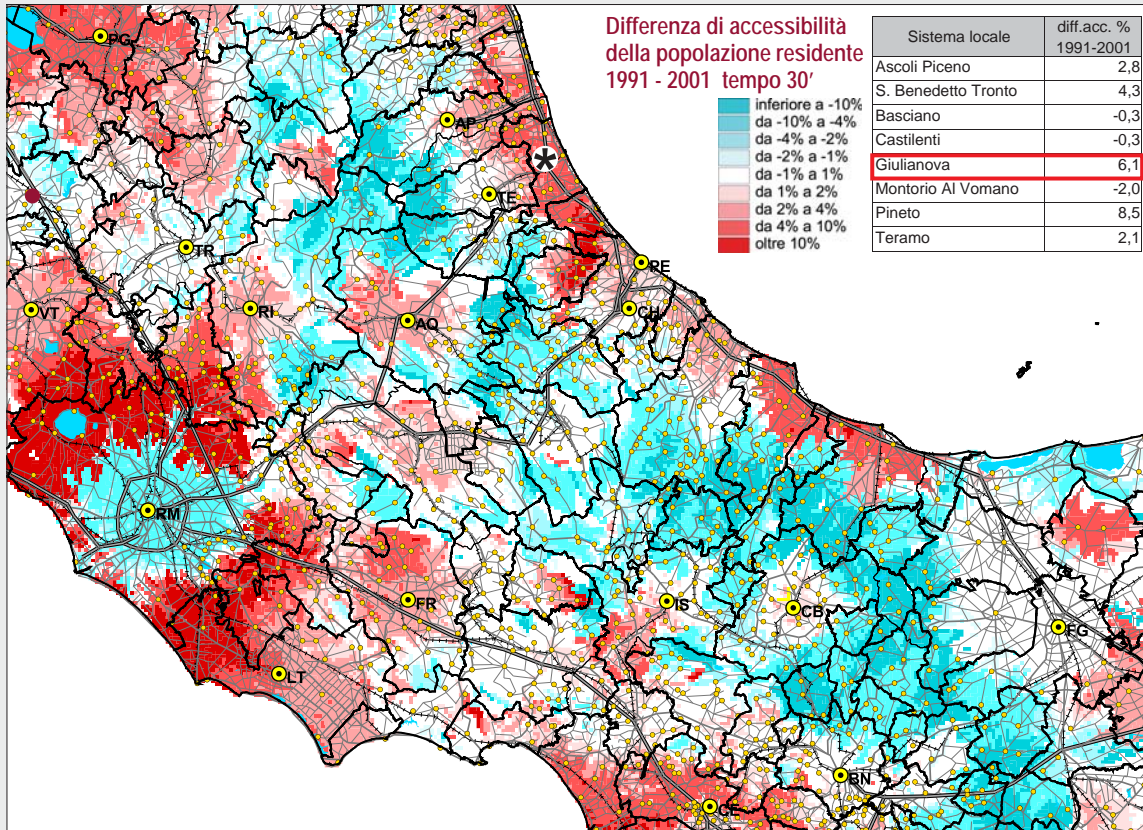 Differenza di accessibilità
della popolazione residente
1991 - 2001 tempo 30'
inferiore a -10%
da -10% a -4%
da -4% a -2%
da -2% a -1%
da -1% a 1%
da 1% a 2%
da 2% a 4%
da 4% a 10%
oltre 10%
Sistema locale diff.acc. % 1991-2001
Ascoli Piceno 2,8
S. Benedetto Tronto 4,3
Basciano -0,3
Castilenti -0,3
Giulianova 6,1
Montorio Al Vomano -2,0
Pineto 8,5
Teramo 2,1
PG
AP
*
TE
TR
PE
VT
RI
AQ
CH
RM
FR
IS
CB
FG
LT
BN
CE